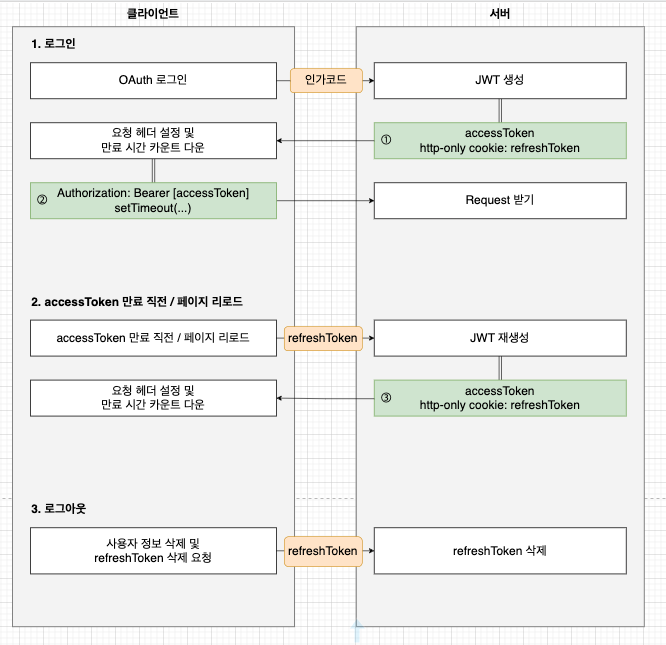 클라이언트
서버
1. 로그인
OAuth 로그인
인가코드
JWT 생성
요청 헤더 설정 및
만료 시간 카운트 다운
①
accessToken
http-only cookie: refreshToken
②
Authorization: Bearer [accessToken]
setTimeout(...)
Request 받기
2. accessToken 만료 직전 / 페이지 리로드
accessToken 만료 직전 / 페이지 리로드
refreshToken
JWT 재생성
요청 헤더 설정 및
만료 시간 카운트 다운
③
accessToken
http-only cookie: refreshToken
3. 로그아웃
사용자 정보 삭제 및
refreshToken 삭제 요청
refreshToken
refreshToken 삭제